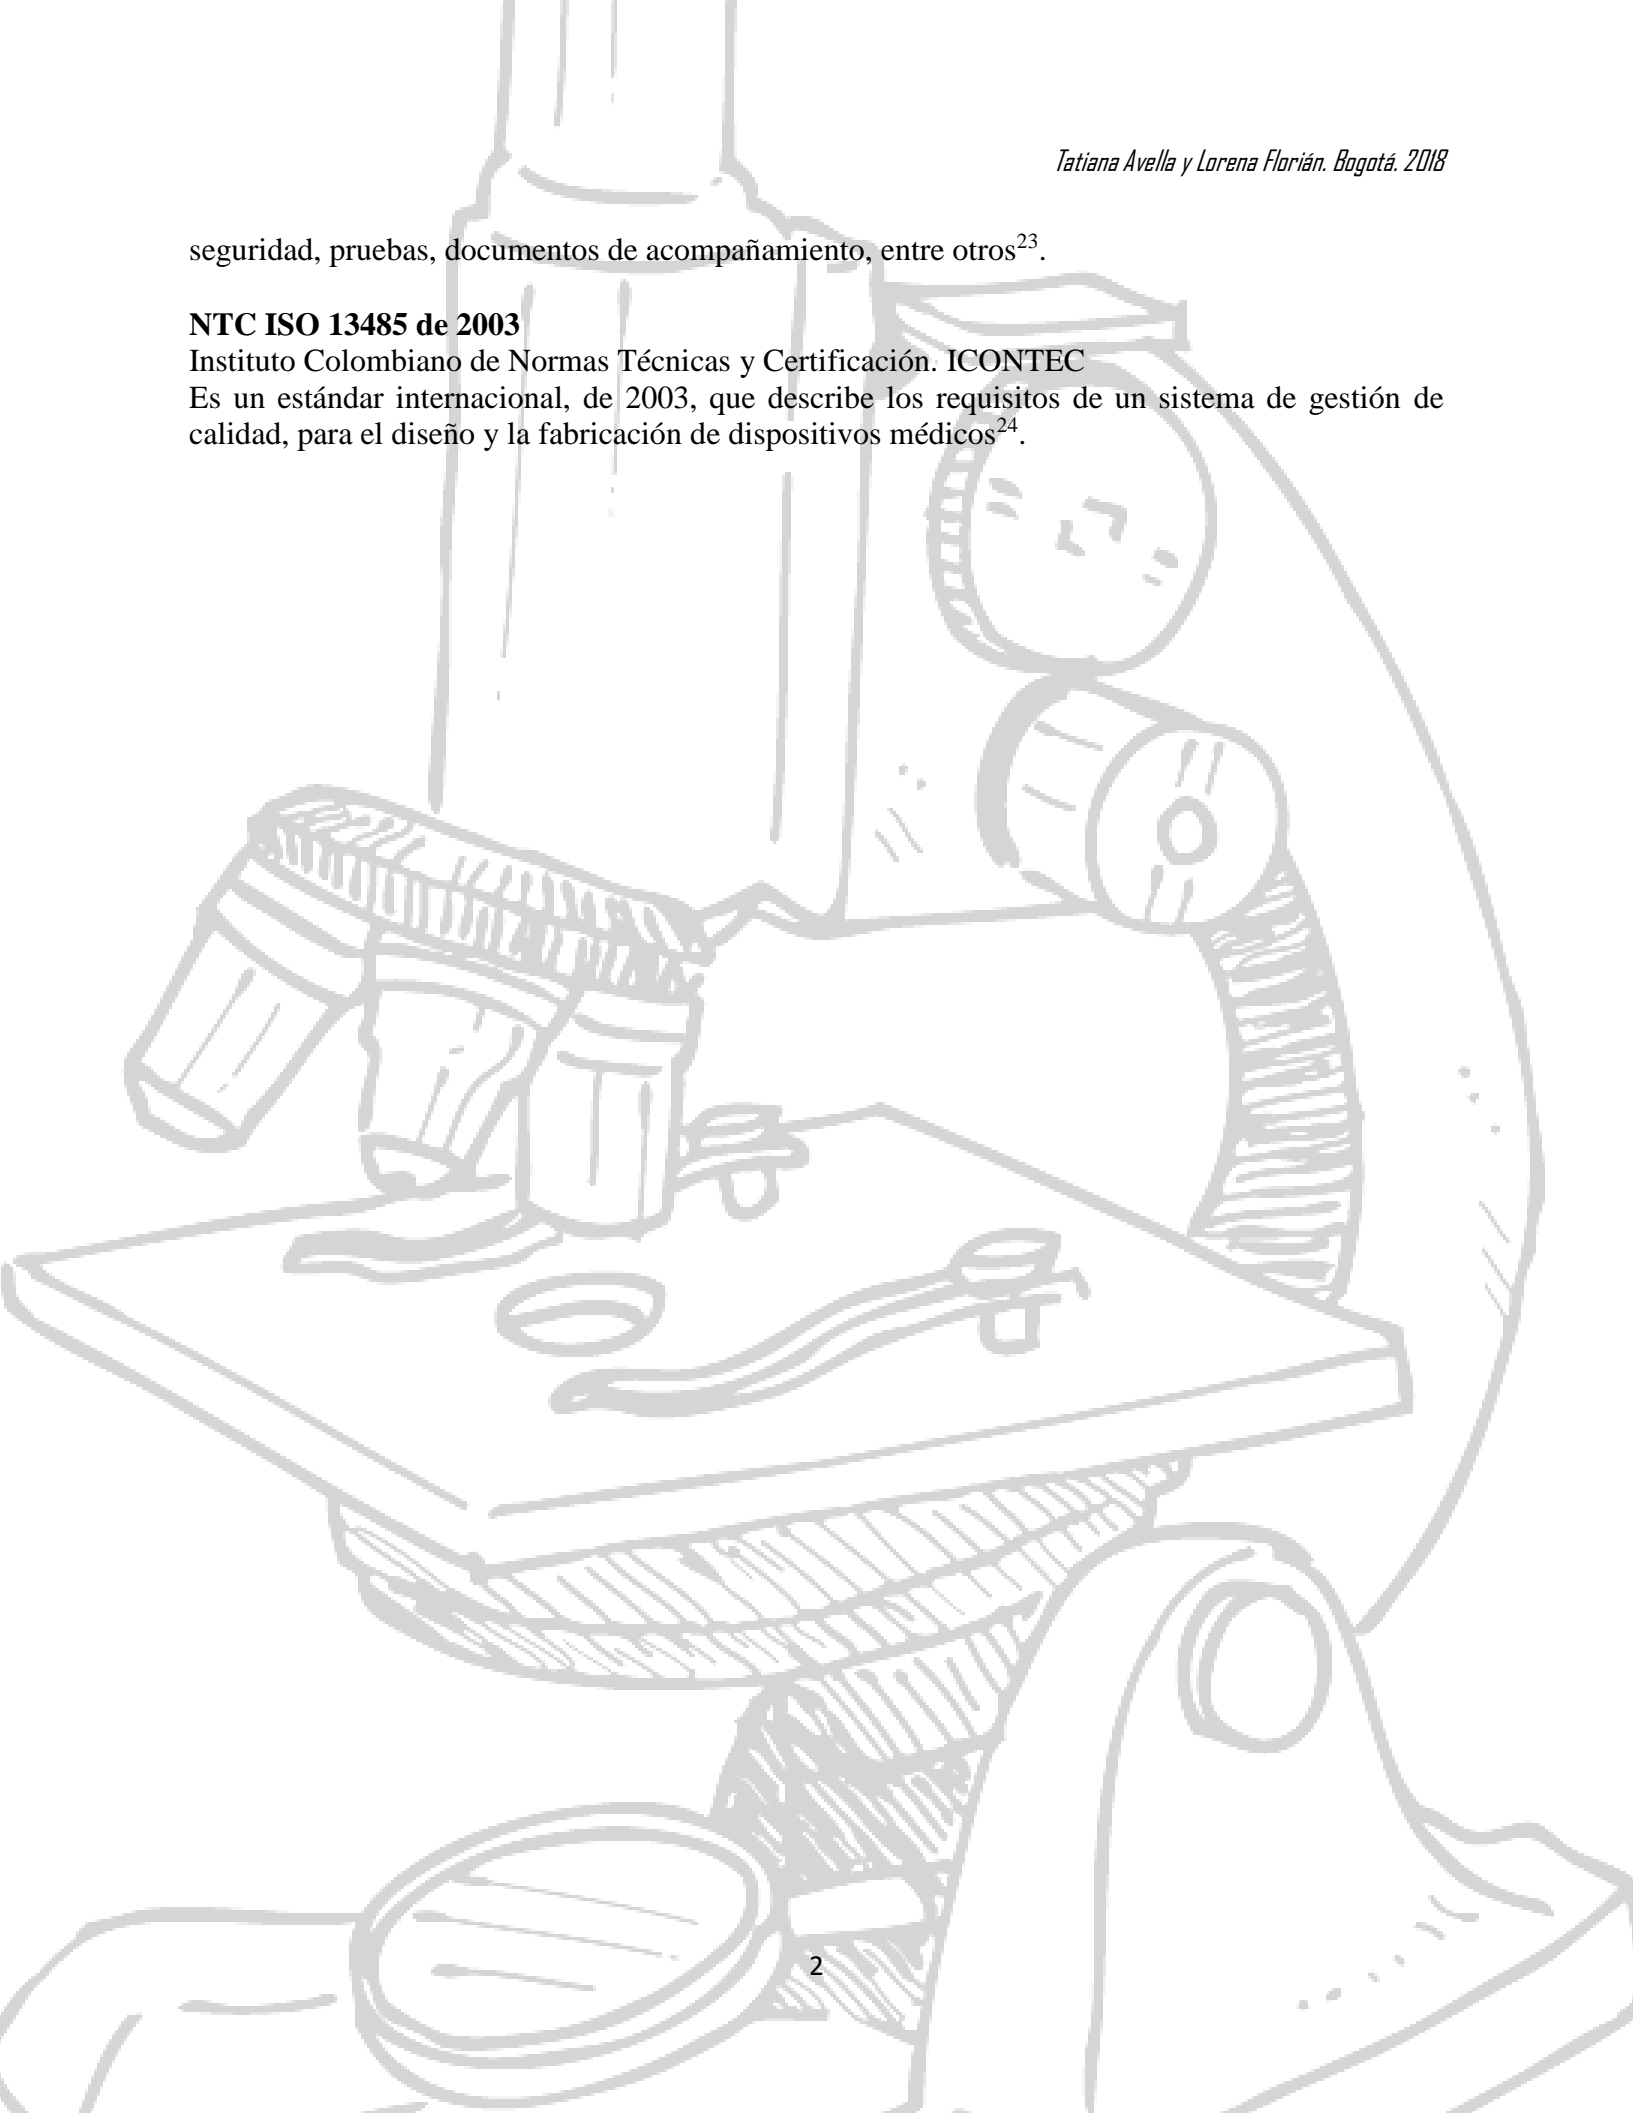 Tatiana Avella y Lorena Florián. Bogotá. 2018
seguridad, pruebas, documentos de acompañamiento, entre otros23.
NTC ISO 13485 de 2003
Instituto Colombiano de Normas Técnicas y Certificación. ICONTEC
Es un estándar internacional, de 2003, que describe los requisitos de un sistema de gestión de
calidad, para el diseño y la fabricación de dispositivos médicos24.
2